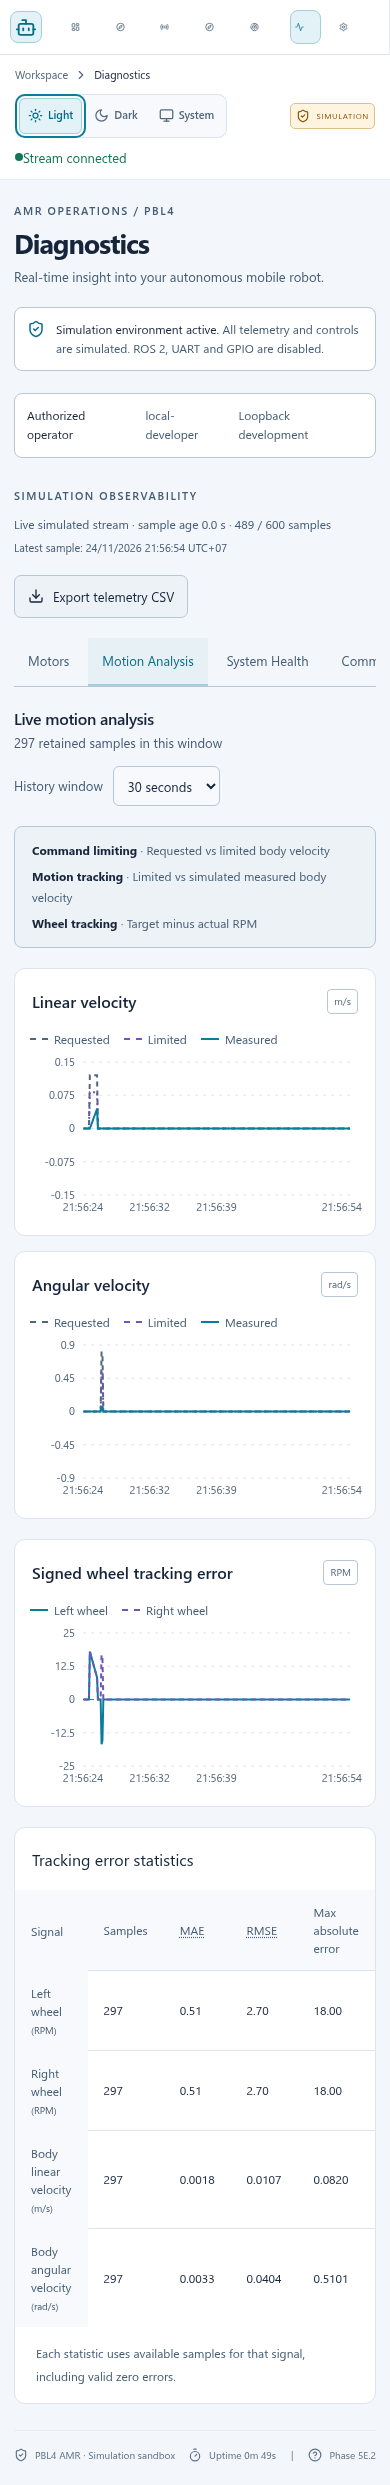 Workspace > Diagnostics
Light Dark System
SIMULATION
Stream connected
AMR OPERATIONS / PBL4
Diagnostics
Real-time insight into your autonomous mobile robot.
Simulation environment active. All telemetry and controls
are simulated. ROS 2, UART and GPIO are disabled.
Authorized operator
local-developer
Loopback development
SIMULATION OBSERVABILITY
Live simulated stream · sample age 0.0 s · 489 / 600 samples
Latest sample: 24/11/2026 21:56:54 UTC+07
Export telemetry CSV
Motors Motion Analysis System Health Comm
Live motion analysis
297 retained samples in this window
History window 30 seconds
Command limiting · Requested vs limited body velocity
Motion tracking · Limited vs simulated measured body
velocity
Wheel tracking · Target minus actual RPM
Linear velocity m/s
Requested Limited Measured
0.15
0.075
0
-0.075
-0.15
21:56:24 21:56:32 21:56:39 21:56:54
Angular velocity rad/s
Requested Limited Measured
0.9
0.45
0
-0.45
-0.9
21:56:24 21:56:32 21:56:39 21:56:54
Signed wheel tracking error RPM
Left wheel Right wheel
25
12.5
0
-12.5
-25
21:56:24 21:56:32 21:56:39 21:56:54
Tracking error statistics
Signal Samples MAE RMSE Max absolute error
Left wheel (RPM) 297 0.51 2.70 18.00
Right wheel (RPM) 297 0.51 2.70 18.00
Body linear velocity (m/s) 297 0.0018 0.0107 0.0820
Body angular velocity (rad/s) 297 0.0033 0.0404 0.5101
Each statistic uses available samples for that signal,
including valid zero errors.
PBL4 AMR · Simulation sandbox Uptime 0m 49s | Phase 5E.2